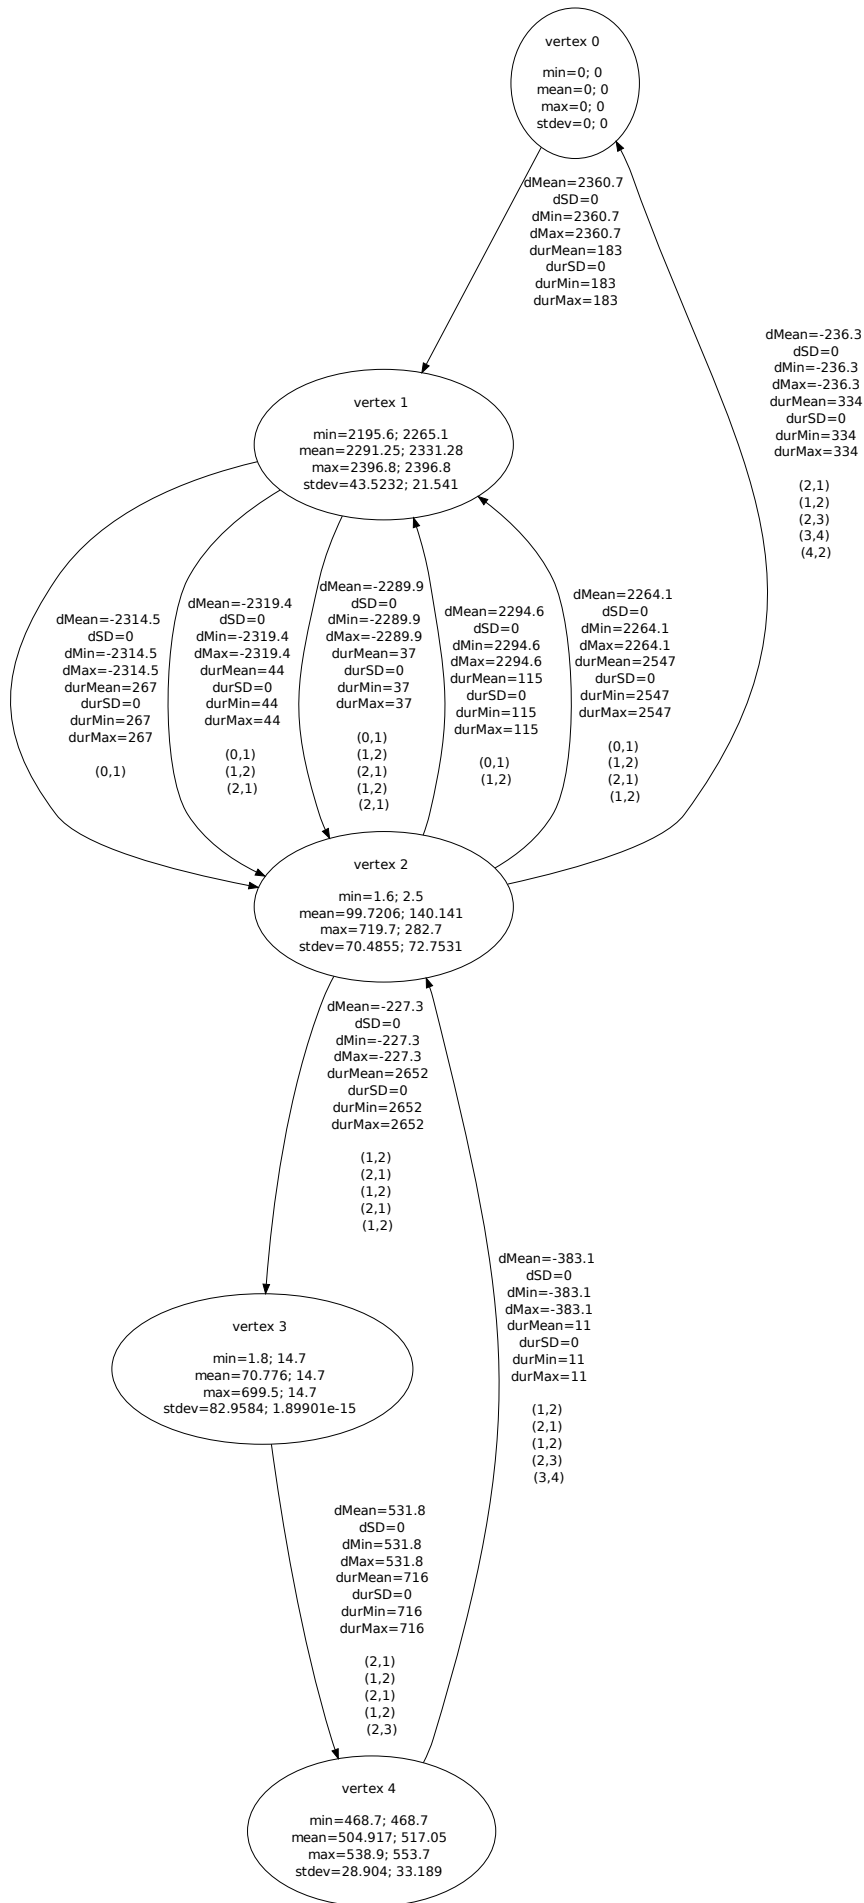 vertex 0
min=0; 0
mean=0; 0
max=0; 0
stdev=0; 0
dMean=2360.7
dSD=0
dMin=2360.7
dMax=2360.7
durMean=183
durSD=0
durMin=183
durMax=183
dMean=-236.3
dSD=0
dMin=-236.3
dMax=-236.3
durMean=334
durSD=0
durMin=334
durMax=334
(2,1)
(1,2)
(2,3)
(3,4)
(4,2)
vertex 1
min=2195.6; 2265.1
mean=2291.25; 2331.28
max=2396.8; 2396.8
stdev=43.5232; 21.541
dMean=-2314.5
dSD=0
dMin=-2314.5
dMax=-2314.5
durMean=267
durSD=0
durMin=267
durMax=267
(0,1)
dMean=-2319.4
dSD=0
dMin=-2319.4
dMax=-2319.4
durMean=44
durSD=0
durMin=44
durMax=44
(0,1)
(1,2)
(2,1)
dMean=-2289.9
dSD=0
dMin=-2289.9
dMax=-2289.9
durMean=37
durSD=0
durMin=37
durMax=37
(0,1)
(1,2)
(2,1)
(1,2)
(2,1)
dMean=2294.6
dSD=0
dMin=2294.6
dMax=2294.6
durMean=115
durSD=0
durMin=115
durMax=115
(0,1)
(1,2)
dMean=2264.1
dSD=0
dMin=2264.1
dMax=2264.1
durMean=2547
durSD=0
durMin=2547
durMax=2547
(0,1)
(1,2)
(2,1)
(1,2)
vertex 2
min=1.6; 2.5
mean=99.7206; 140.141
max=719.7; 282.7
stdev=70.4855; 72.7531
dMean=-227.3
dSD=0
dMin=-227.3
dMax=-227.3
durMean=2652
durSD=0
durMin=2652
durMax=2652
(1,2)
(2,1)
(1,2)
(2,1)
(1,2)
dMean=-383.1
dSD=0
dMin=-383.1
dMax=-383.1
durMean=11
durSD=0
durMin=11
durMax=11
(1,2)
(2,1)
(1,2)
(2,3)
(3,4)
vertex 3
min=1.8; 14.7
mean=70.776; 14.7
max=699.5; 14.7
stdev=82.9584; 1.89901e-15
dMean=531.8
dSD=0
dMin=531.8
dMax=531.8
durMean=716
durSD=0
durMin=716
durMax=716
(2,1)
(1,2)
(2,1)
(1,2)
(2,3)
vertex 4
min=468.7; 468.7
mean=504.917; 517.05
max=538.9; 553.7
stdev=28.904; 33.189